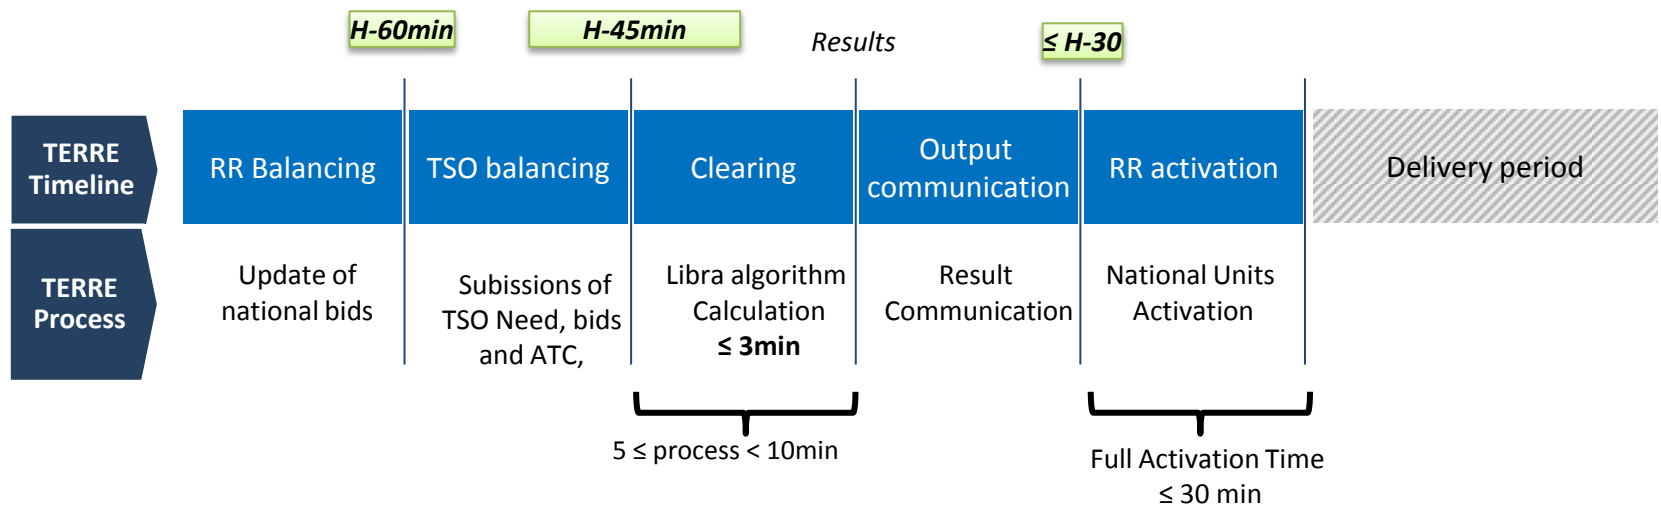 H-60min
H-45min
Results
≤ H-30
TERRE
Timeline
RR Balancing
TSO balancing
Clearing
Output
communication
RR activation
Delivery period
TERRE
Process
Update of
national bids
Subissions of
TSO Need, bids
and ATC,
Libra algorithm
Calculation
≤ 3min
Result
Communication
National Units
Activation
5 ≤ process < 10min
Full Activation Time
≤ 30 min